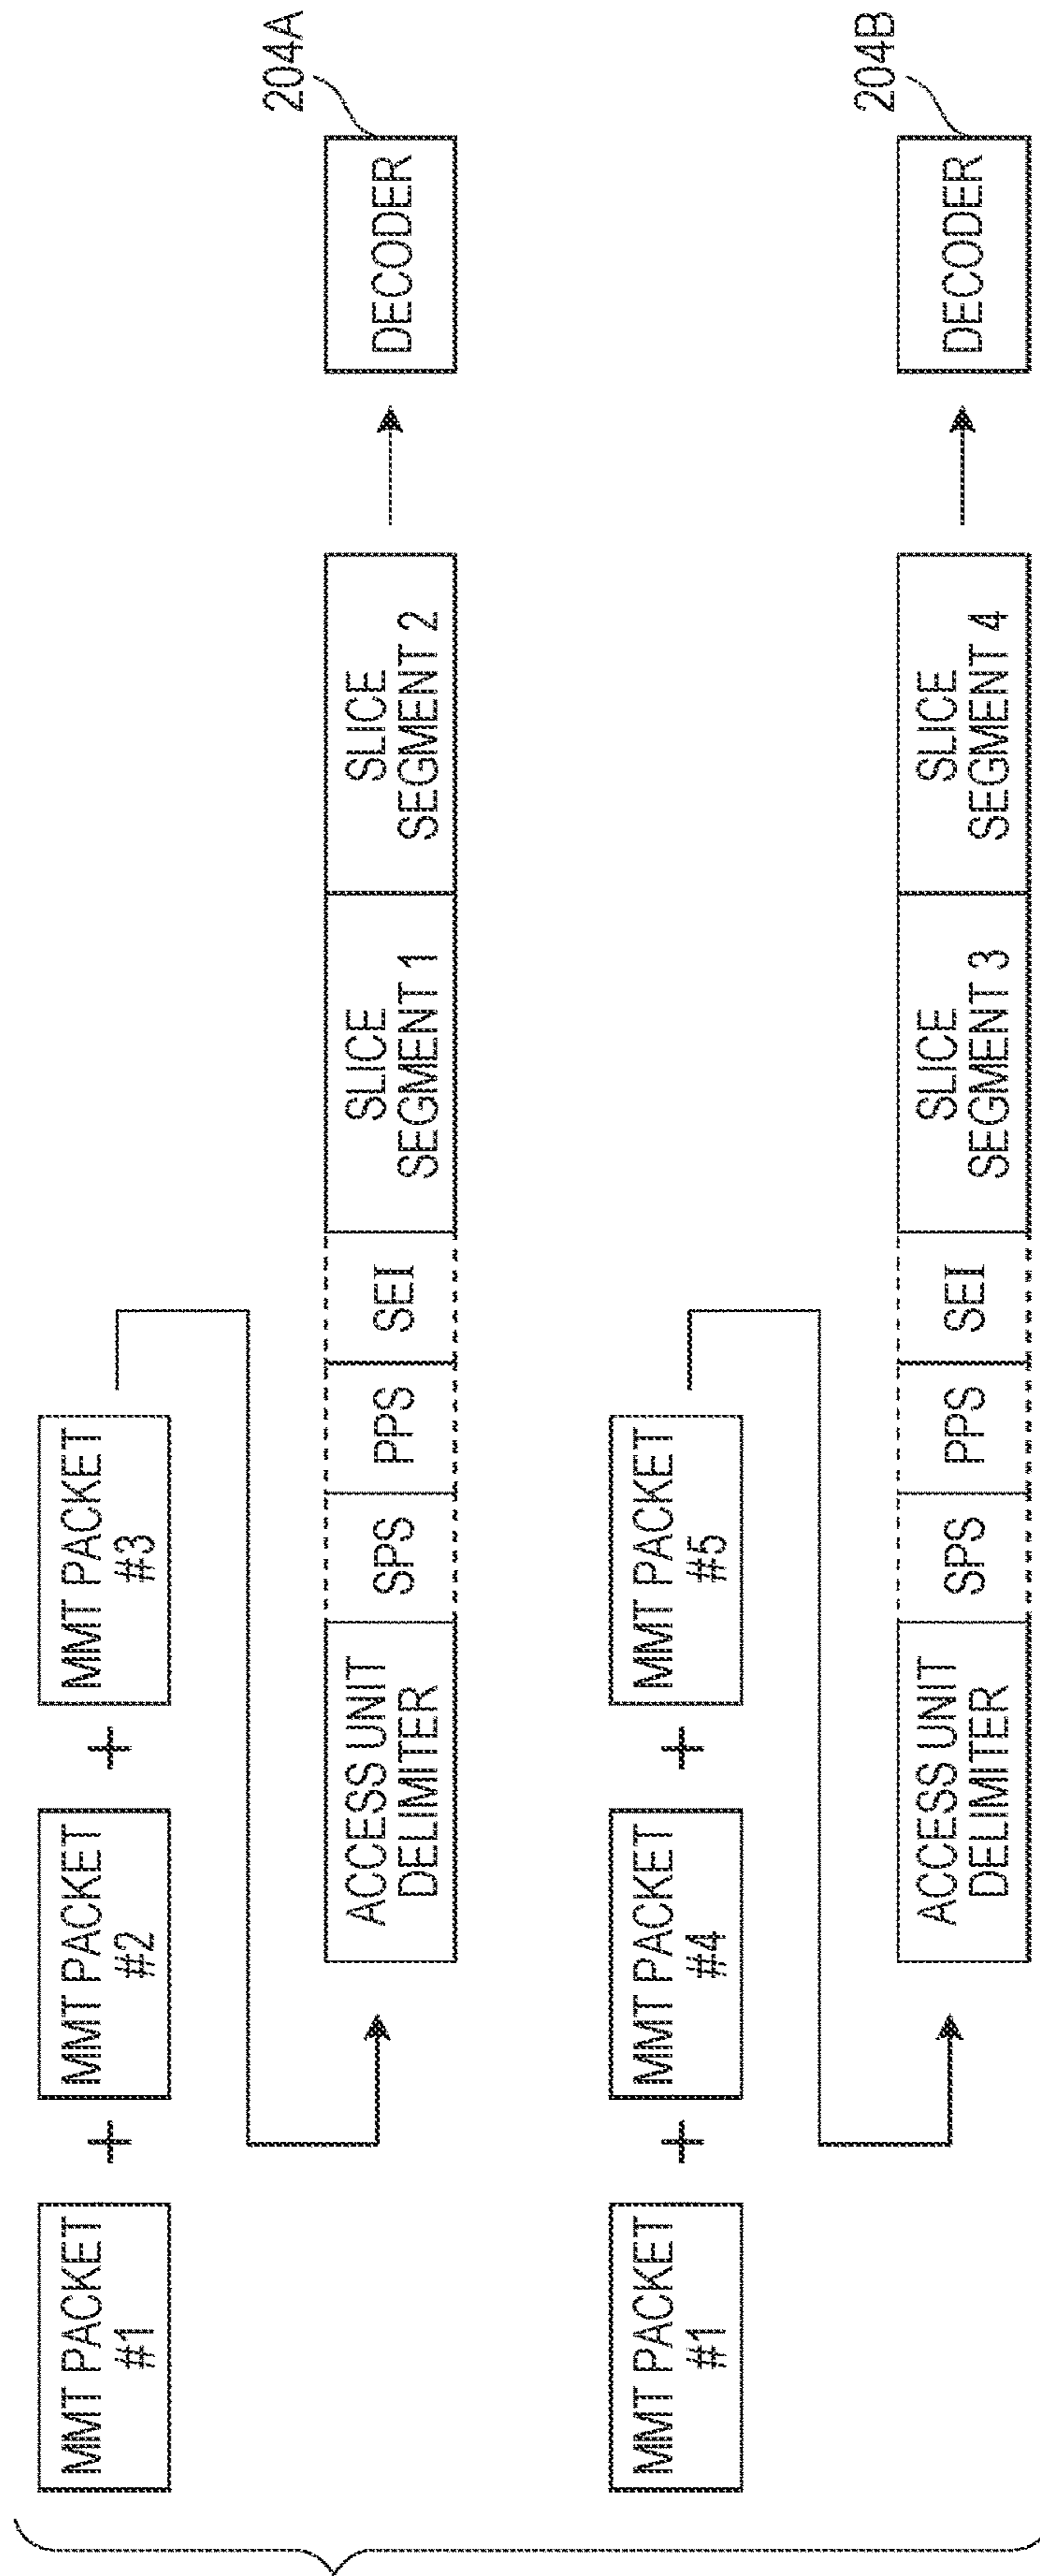 MMT PACKET
#1
+
MMT PACKET
#2
+
MMT PACKET
#3
204A
ACCESS UNIT
DELIMITER
SPS
PPS
SEI
SLICE
SEGMENT 1
SLICE
SEGMENT 2
DECODER
MMT PACKET
#1
+
MMT PACKET
#4
+
MMT PACKET
#5
204B
ACCESS UNIT
DELIMITER
SPS
PPS
SEI
SLICE
SEGMENT 3
SLICE
SEGMENT 4
DECODER